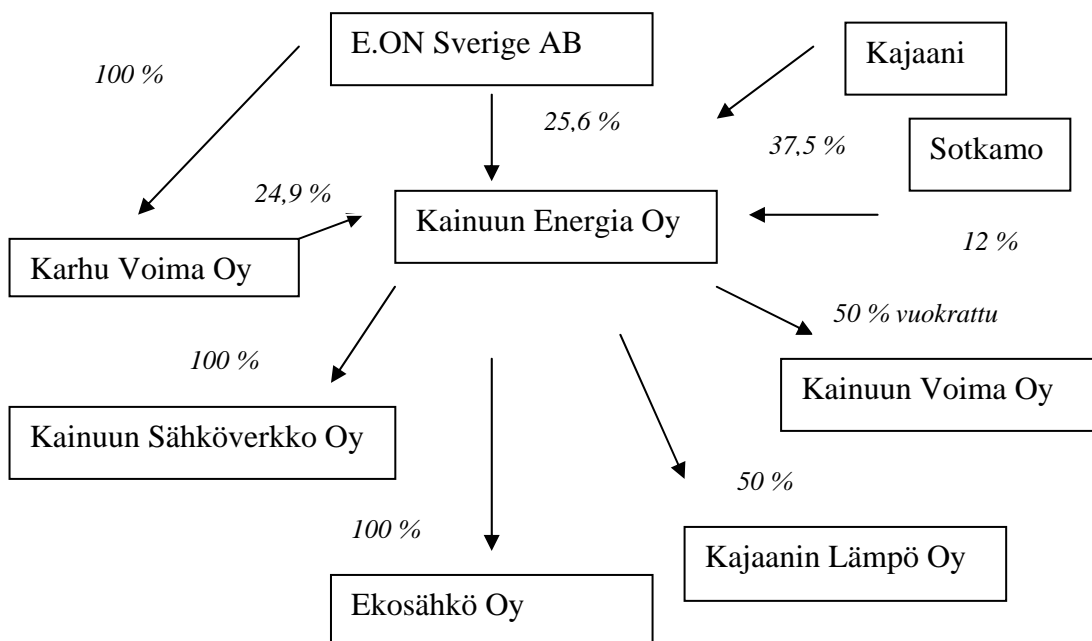 E.ON Sverige AB
Kajaani
100 %
25,6 %
37,5 %
Sotkamo
24,9 %
Kainuun Energia Oy
12 %
Karhu Voima Oy
50 % vuokrattu
100 %
Kainuun Voima Oy
Kainuun Sähköverkko Oy
50 %
100 %
Kajaanin Lämpö Oy
Ekosähkö Oy